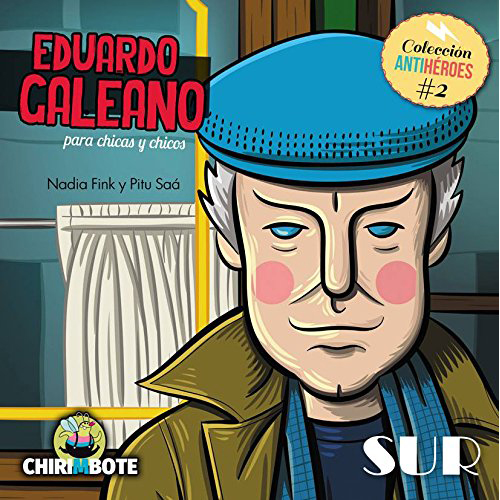 EDUARDO
GALEANO
para chicas y chicos
Nadia Fink y Pitu Saá
Colección
ANTIHÉROES
#2
CHIRIMBOTE
SUR